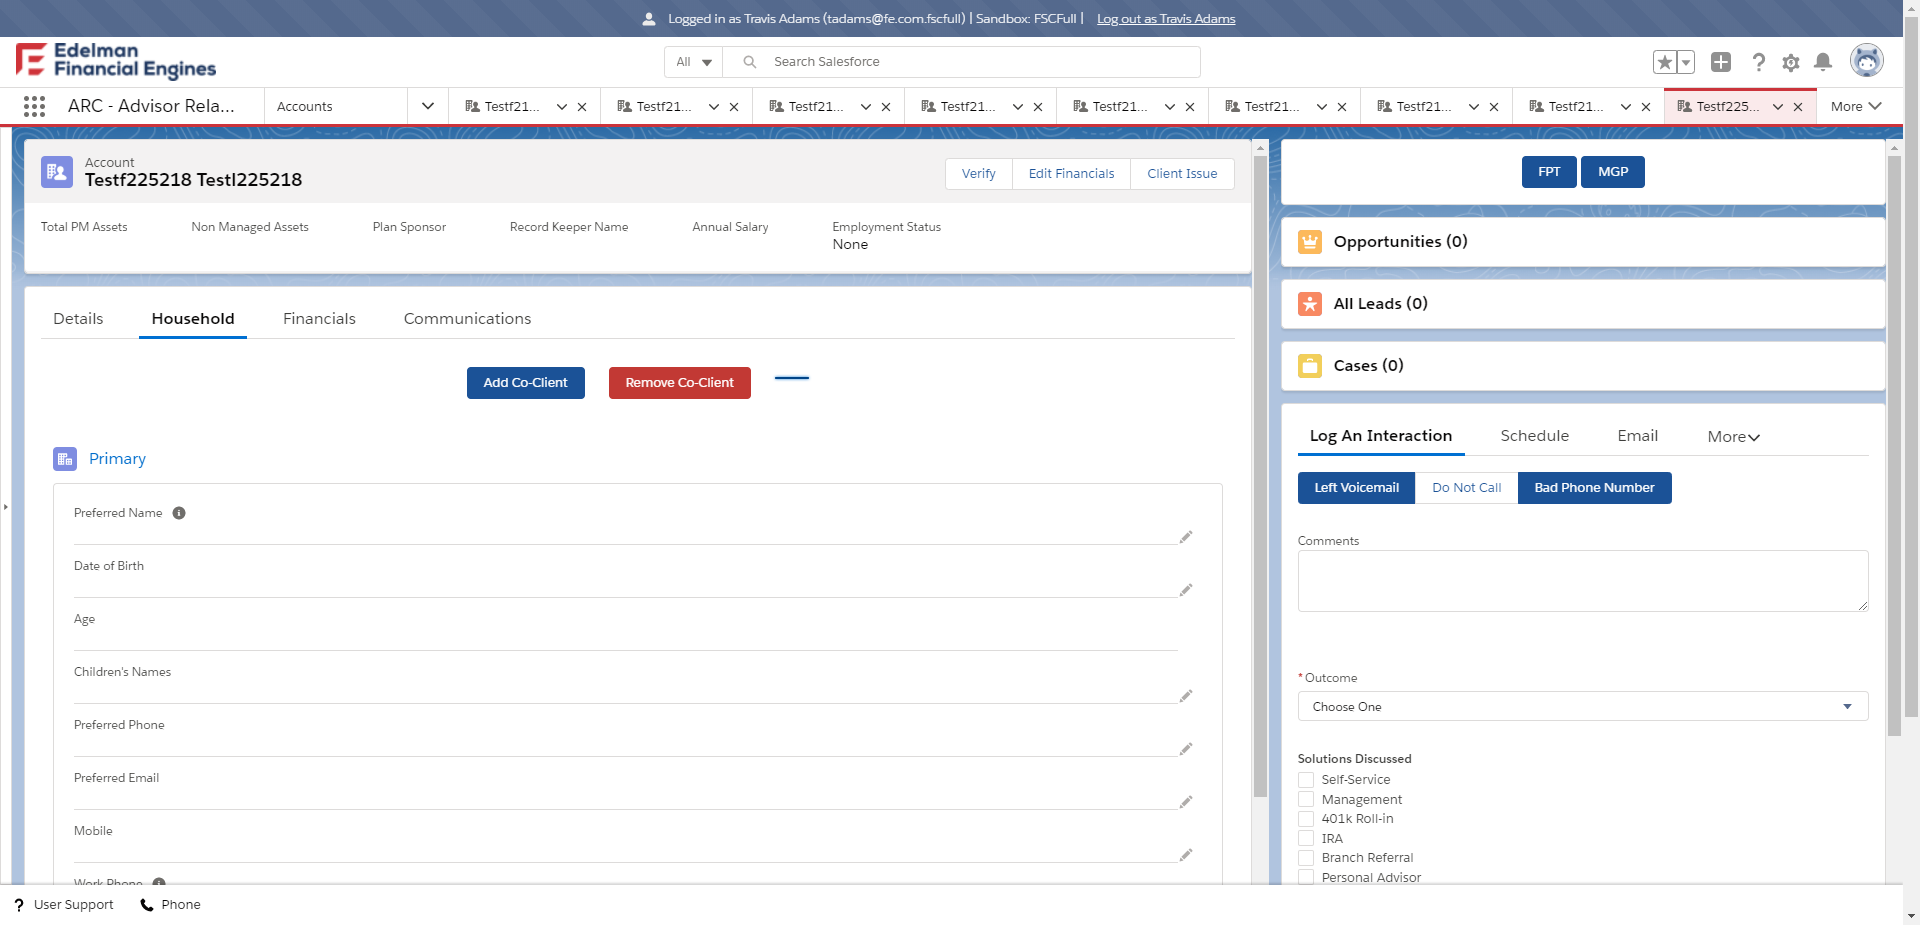 Logged in as Travis Adams (tadams@fe.com.fscfull) | Sandbox: FSCFull | Log out as Travis Adams
Edelman
Financial Engines
All
Search Salesforce
ARC - Advisor Rela...
Accounts
Testf21...
Testf21...
Testf21...
Testf21...
Testf21...
Testf21...
Testf21...
Testf21...
Testf225...
More
Account
Testf225218 Testl225218
Verify
Edit Financials
Client Issue
Total PM Assets
Non Managed Assets
Plan Sponsor
Record Keeper Name
Annual Salary
Employment Status
None
Details
Household
Financials
Communications
Add Co-Client
Remove Co-Client
Primary
Preferred Name
Date of Birth
Age
Children's Names
Preferred Phone
Preferred Email
Mobile
Work Phone
FPT
MGP
Opportunities (0)
All Leads (0)
Cases (0)
Log An Interaction
Schedule
Email
More
Left Voicemail
Do Not Call
Bad Phone Number
Comments
*Outcome
Choose One
Solutions Discussed
Self-Service
Management
401k Roll-in
IRA
Branch Referral
Personal Advisor
? User Support
Phone